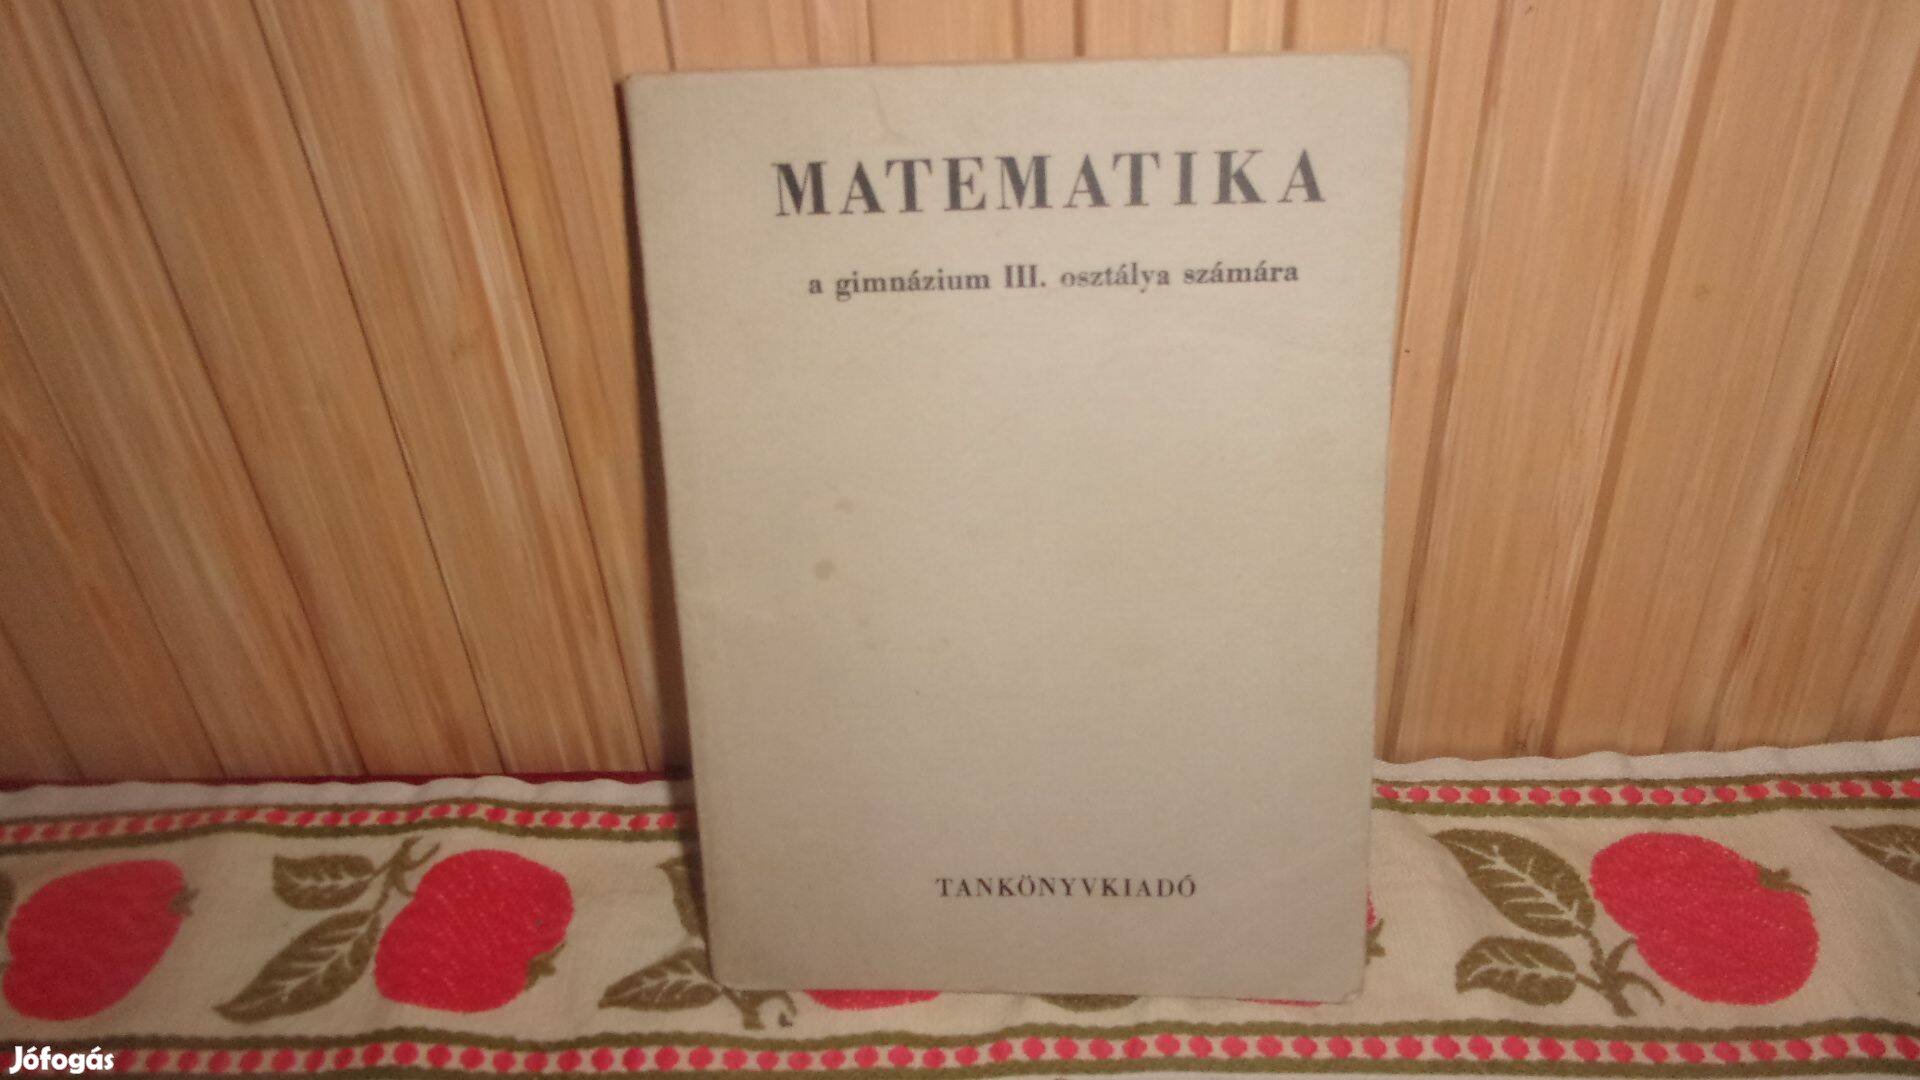 MATEMATIKA
a gimnázium III. osztálya számára
TANKÖNYVKIADÓ
Jófogás